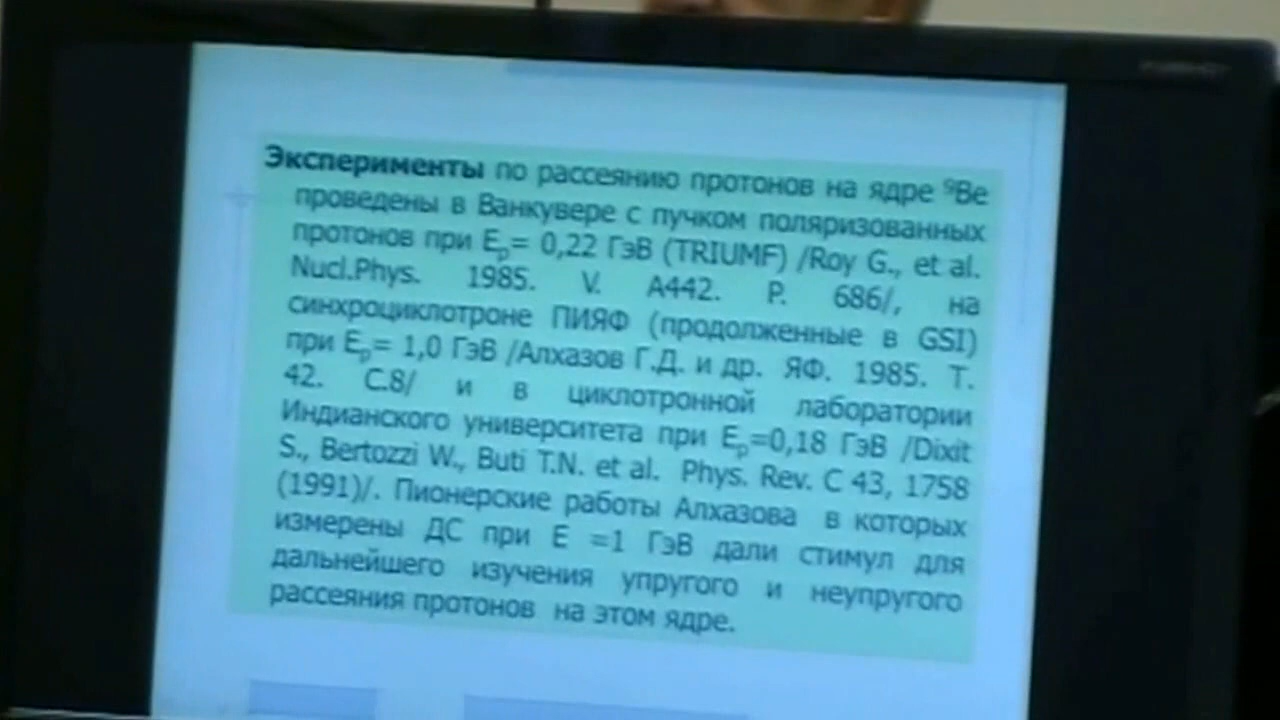 Эксперименты по рассеянию протонов на ядре ⁹Be
проведены в Ванкувере с пучком поляризованных
протонов при Eₚ= 0,22 ГэВ (TRIUMF) /Roy G., et al.
Nucl.Phys. 1985. V. A442. P. 686/, на
синхроциклотроне ПИЯФ (продолженные в GSI)
при Eₚ= 1,0 ГэВ /Алхазов Г.Д. и др. ЯФ. 1985. Т.
42. С.8/ и в циклотронной лаборатории
Индианского университета при Eₚ=0,18 ГэВ /Dixit
S., Bertozzi W., Buti T.N. et al. Phys. Rev. C 43, 1758
(1991)/. Пионерские работы Алхазова в которых
измерены ДС при E =1 ГэВ дали стимул для
дальнейшего изучения упругого и неупругого
рассеяния протонов на этом ядре.